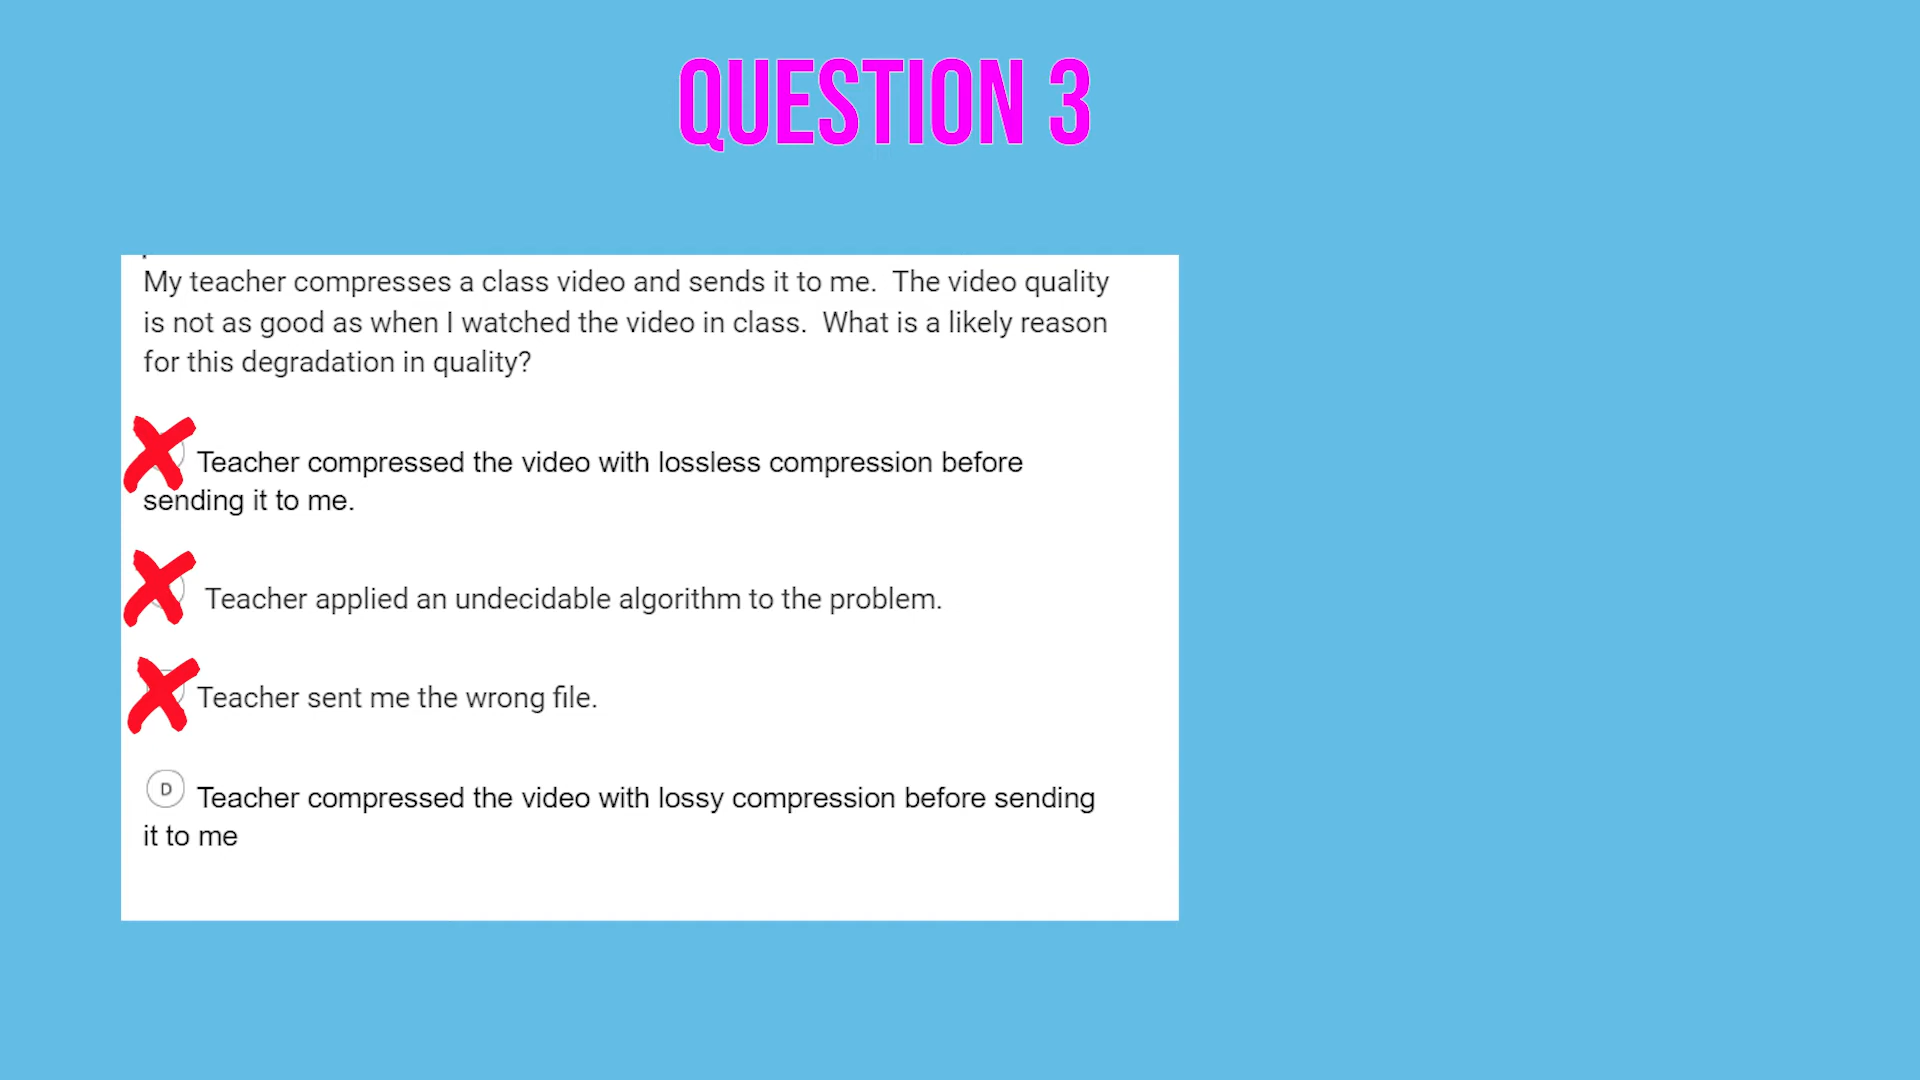 QUESTION 3
My teacher compresses a class video and sends it to me. The video quality
is not as good as when I watched the video in class. What is a likely reason
for this degradation in quality?
Teacher compressed the video with lossless compression before
sending it to me.
Teacher applied an undecidable algorithm to the problem.
Teacher sent me the wrong file.
D Teacher compressed the video with lossy compression before sending
it to me